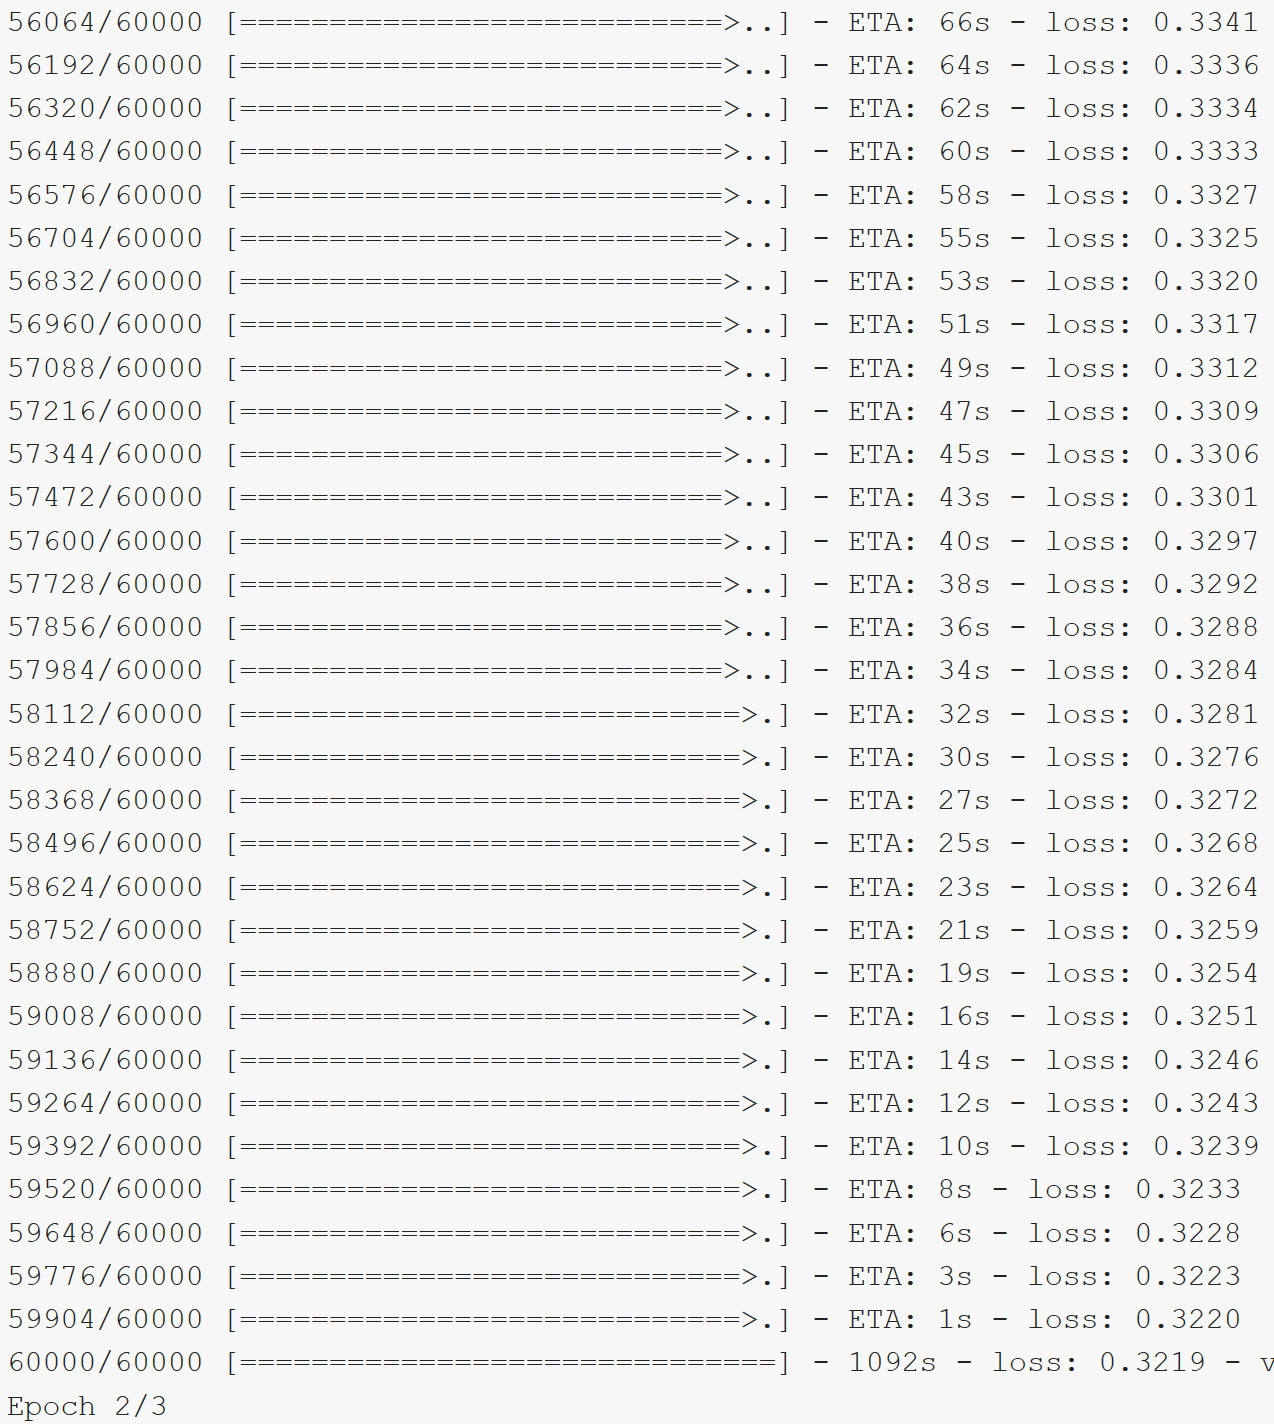 56064/60000 [===========================>..] - ETA: 66s - loss: 0.3341
56192/60000 [===========================>..] - ETA: 64s - loss: 0.3336
56320/60000 [===========================>..] - ETA: 62s - loss: 0.3334
56448/60000 [===========================>..] - ETA: 60s - loss: 0.3333
56576/60000 [===========================>..] - ETA: 58s - loss: 0.3327
56704/60000 [===========================>..] - ETA: 55s - loss: 0.3325
56832/60000 [===========================>..] - ETA: 53s - loss: 0.3320
56960/60000 [===========================>..] - ETA: 51s - loss: 0.3317
57088/60000 [===========================>..] - ETA: 49s - loss: 0.3312
57216/60000 [===========================>..] - ETA: 47s - loss: 0.3309
57344/60000 [===========================>..] - ETA: 45s - loss: 0.3306
57472/60000 [===========================>..] - ETA: 43s - loss: 0.3301
57600/60000 [===========================>..] - ETA: 40s - loss: 0.3297
57728/60000 [===========================>..] - ETA: 38s - loss: 0.3292
57856/60000 [===========================>..] - ETA: 36s - loss: 0.3288
57984/60000 [===========================>..] - ETA: 34s - loss: 0.3284
58112/60000 [============================>.] - ETA: 32s - loss: 0.3281
58240/60000 [============================>.] - ETA: 30s - loss: 0.3276
58368/60000 [============================>.] - ETA: 27s - loss: 0.3272
58496/60000 [============================>.] - ETA: 25s - loss: 0.3268
58624/60000 [============================>.] - ETA: 23s - loss: 0.3264
58752/60000 [============================>.] - ETA: 21s - loss: 0.3259
58880/60000 [============================>.] - ETA: 19s - loss: 0.3254
59008/60000 [============================>.] - ETA: 16s - loss: 0.3251
59136/60000 [============================>.] - ETA: 14s - loss: 0.3246
59264/60000 [============================>.] - ETA: 12s - loss: 0.3243
59392/60000 [============================>.] - ETA: 10s - loss: 0.3239
59520/60000 [============================>.] - ETA: 8s - loss: 0.3233
59648/60000 [============================>.] - ETA: 6s - loss: 0.3228
59776/60000 [============================>.] - ETA: 3s - loss: 0.3223
59904/60000 [============================>.] - ETA: 1s - loss: 0.3220
60000/60000 [==============================] - 1092s - loss: 0.3219 - v
Epoch 2/3